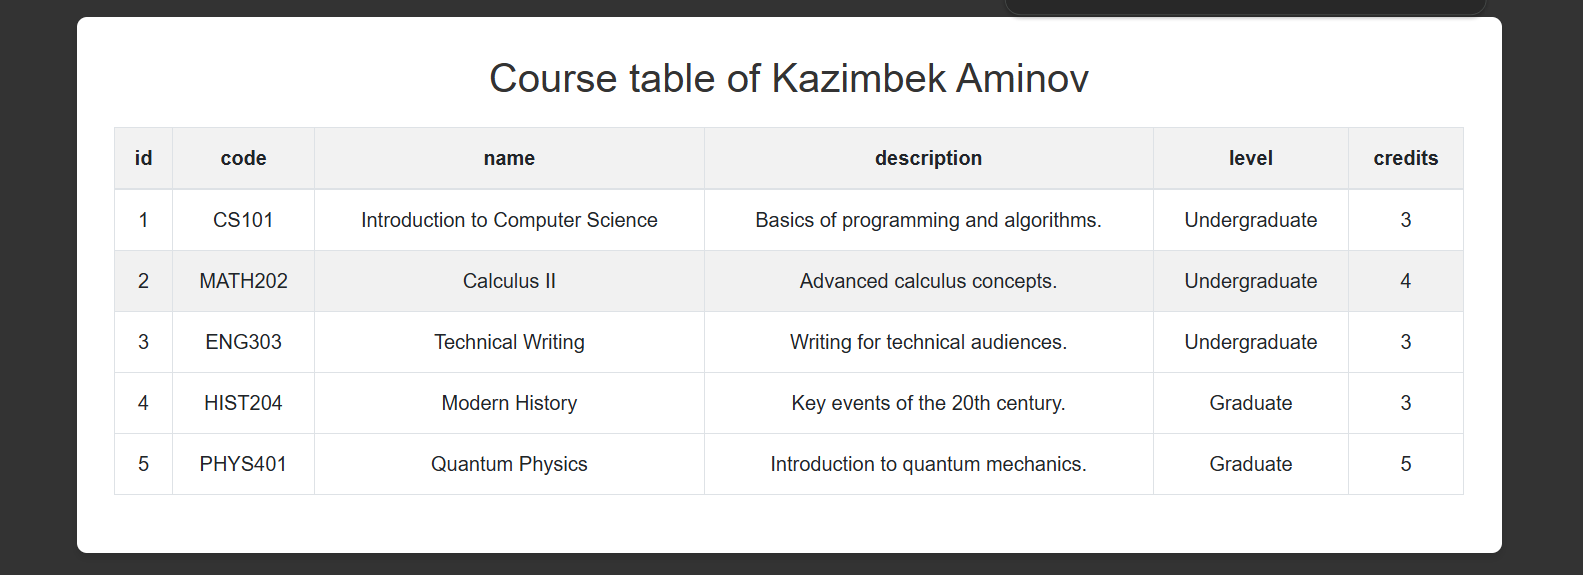 Course table of Kazimbek Aminov
id code name description level credits
1 CS101 Introduction to Computer Science Basics of programming and algorithms. Undergraduate 3
2 MATH202 Calculus II Advanced calculus concepts. Undergraduate 4
3 ENG303 Technical Writing Writing for technical audiences. Undergraduate 3
4 HIST204 Modern History Key events of the 20th century. Graduate 3
5 PHYS401 Quantum Physics Introduction to quantum mechanics. Graduate 5